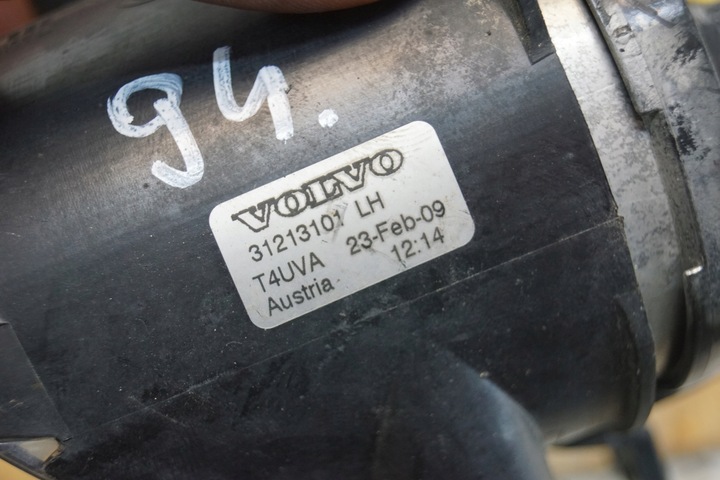 94.
VOLVO
31213101 LH
T4UVA 23-Feb-09
Austria 12:14